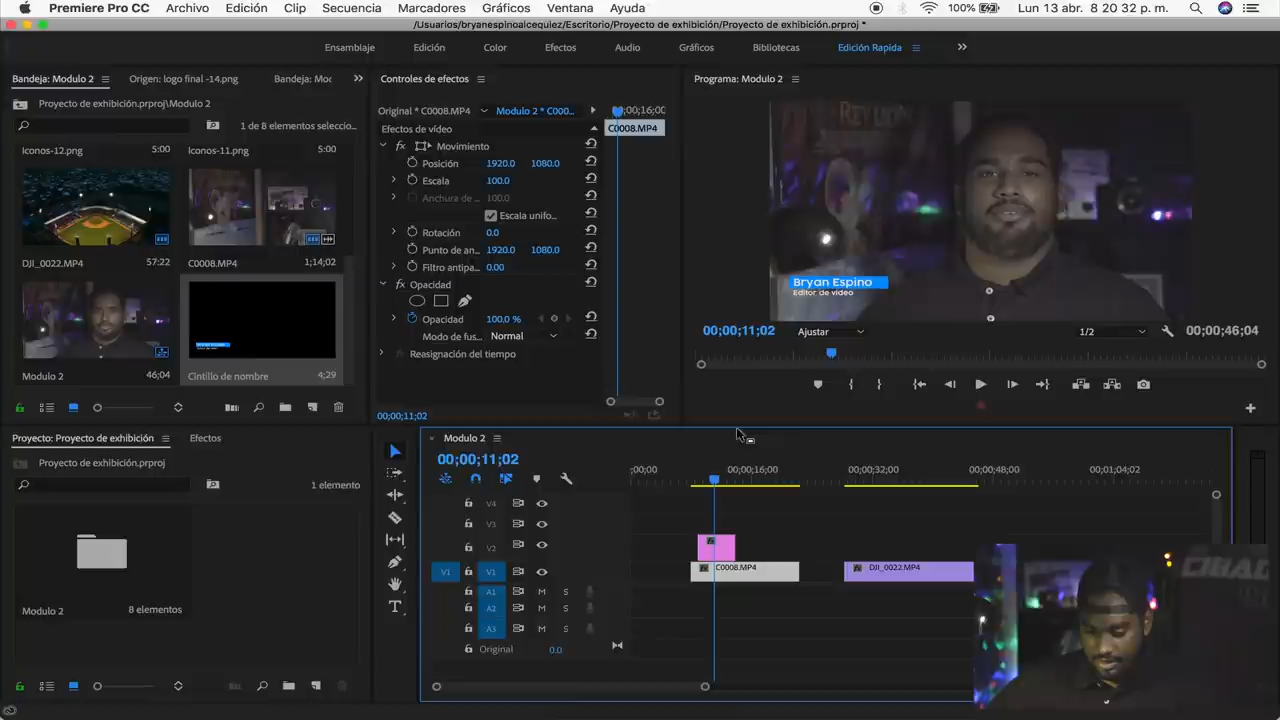 Premiere Pro CC Archivo Edición Clip Secuencia Marcadores Gráficos Ventana Ayuda 100% Lun 13 abr. 8 20 32 p. m.
/Usuarios/bryanespinoalcequiez/Escritorio/Proyecto de exhibición/Proyecto de exhibición.prproj *
Ensamblaje Edición Color Efectos Audio Gráficos Bibliotecas Edición Rapida
Bandeja: Modulo 2 Origen: logo final -14.png Bandeja: Moc
Proyecto de exhibición.prproj\Modulo 2
1 de 8 elementos seleccio...
Iconos-12.png 5:00 Iconos-11.png 5:00
DJI_0022.MP4 57:22 C0008.MP4 1;14;02
Modulo 2 46;04 Cintillo de nombre 4;29
Controles de efectos
Original * C0008.MP4 Modulo 2 * C000... 00;00;16;00
Efectos de vídeo C0008.MP4
fx Movimiento
Posición 1920.0 1080.0
Escala 100.0
Anchura de ... 100.0
Escala unifo...
Rotación 0.0
Punto de an... 1920.0 1080.0
Filtro antipa... 0.00
fx Opacidad
Opacidad 100.0 %
Modo de fus... Normal
Reasignación del tiempo
00;00;11;02
Programa: Modulo 2
Bryan Espino
Editor de video
00;00;11;02 Ajustar 1/2 00;00;46;04
Proyecto: Proyecto de exhibición Efectos
Proyecto de exhibición.prproj
1 elemento
Modulo 2 8 elementos
Modulo 2
00;00;11;02
;00;00 00;00;16;00 00;00;32;00 00;00;48;00 00;01;04;02
V4
V3
V2
V1 V1 C0008.MP4 DJI_0022.MP4
A1 M S
A2 M S
A3 M S
Original 0.0